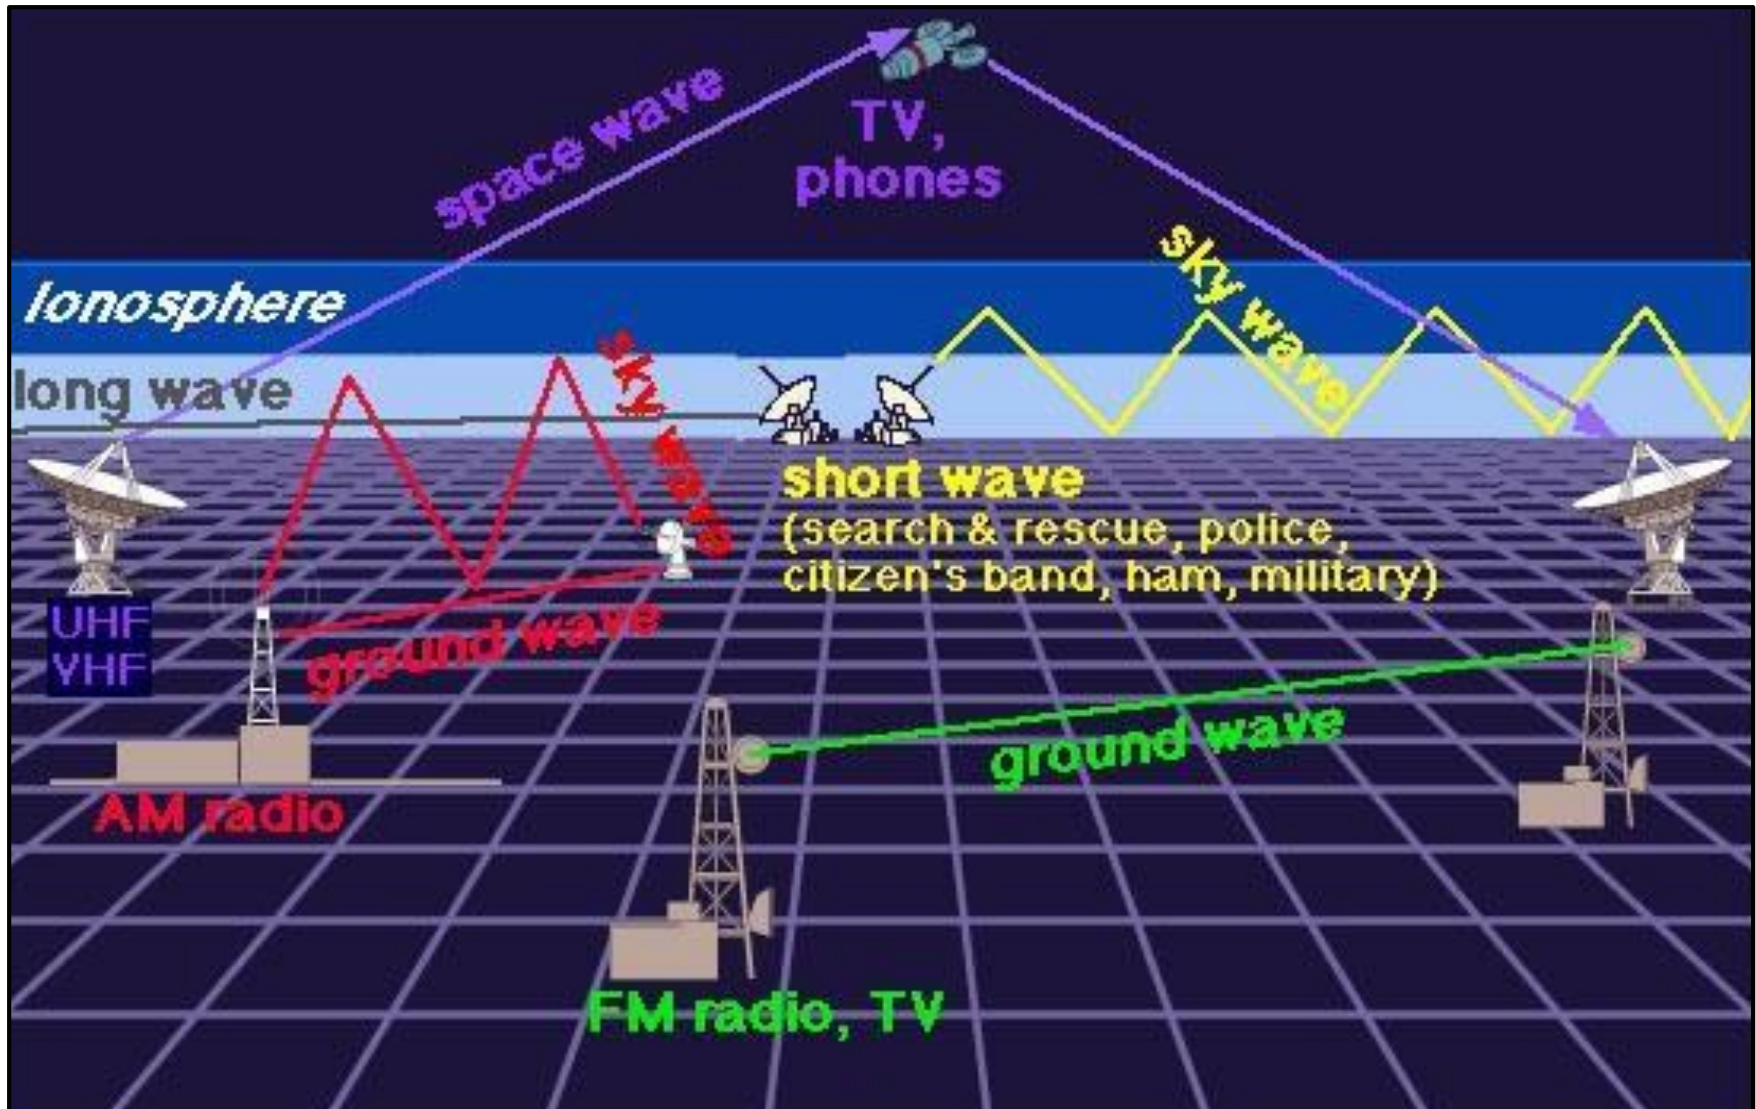 space wave
TV,
phones
sky wave
Ionosphere
sky wave
long wave
short wave
(search & rescue, police,
citizen's band, ham, military)
UHF
VHF
ground wave
ground wave
AM radio
FM radio, TV